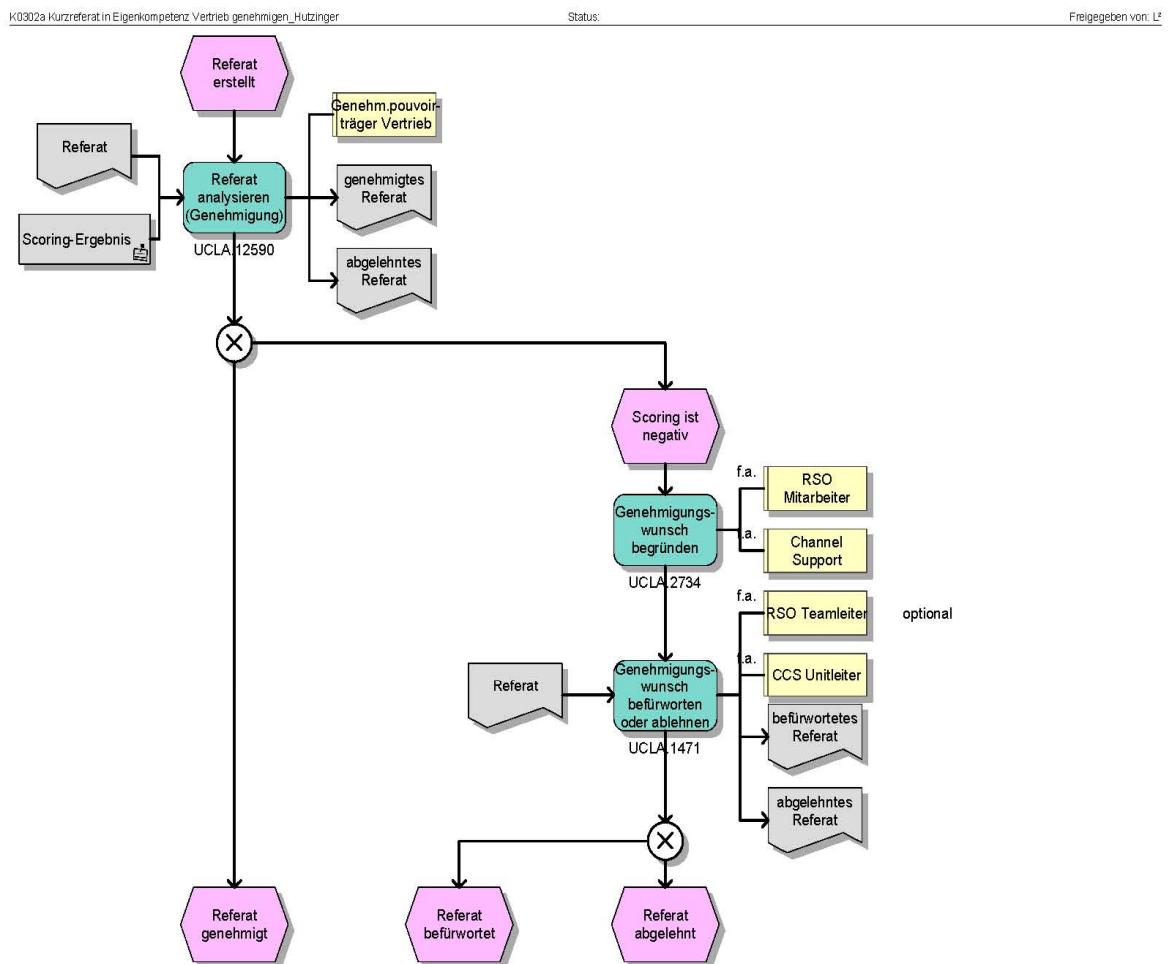 K0302a Kurzreferat in Eigenkompetenz Vertrieb genehmigen_Hutzinger
Status:
Freigegeben von: L²
Referat
erstellt
Genehm.pouvoir-
träger Vertrieb
Referat
Referat
analysieren
(Genehmigung)
genehmigtes
Referat
Scoring-Ergebnis
UCLA.12590
abgelehntes
Referat
Scoring ist
negativ
f.a.
RSO
Mitarbeiter
Genehmigungs-
wunsch
begründen
f.a.
Channel
Support
UCLA.2734
f.a.
RSO Teamleiter
optional
f.a.
CCS Unitleiter
Referat
Genehmigungs-
wunsch
befürworten
oder ablehnen
befürwortetes
Referat
UCLA.1471
abgelehntes
Referat
Referat
genehmigt
Referat
befürwortet
Referat
abgelehnt